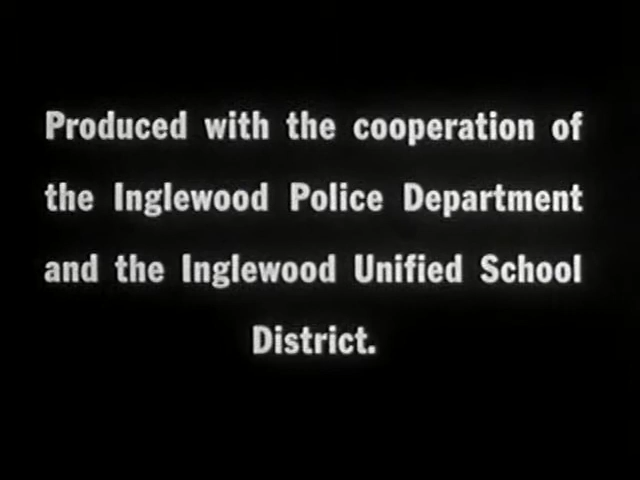 Produced with the cooperation of
the Inglewood Police Department
and the Inglewood Unified School
District.